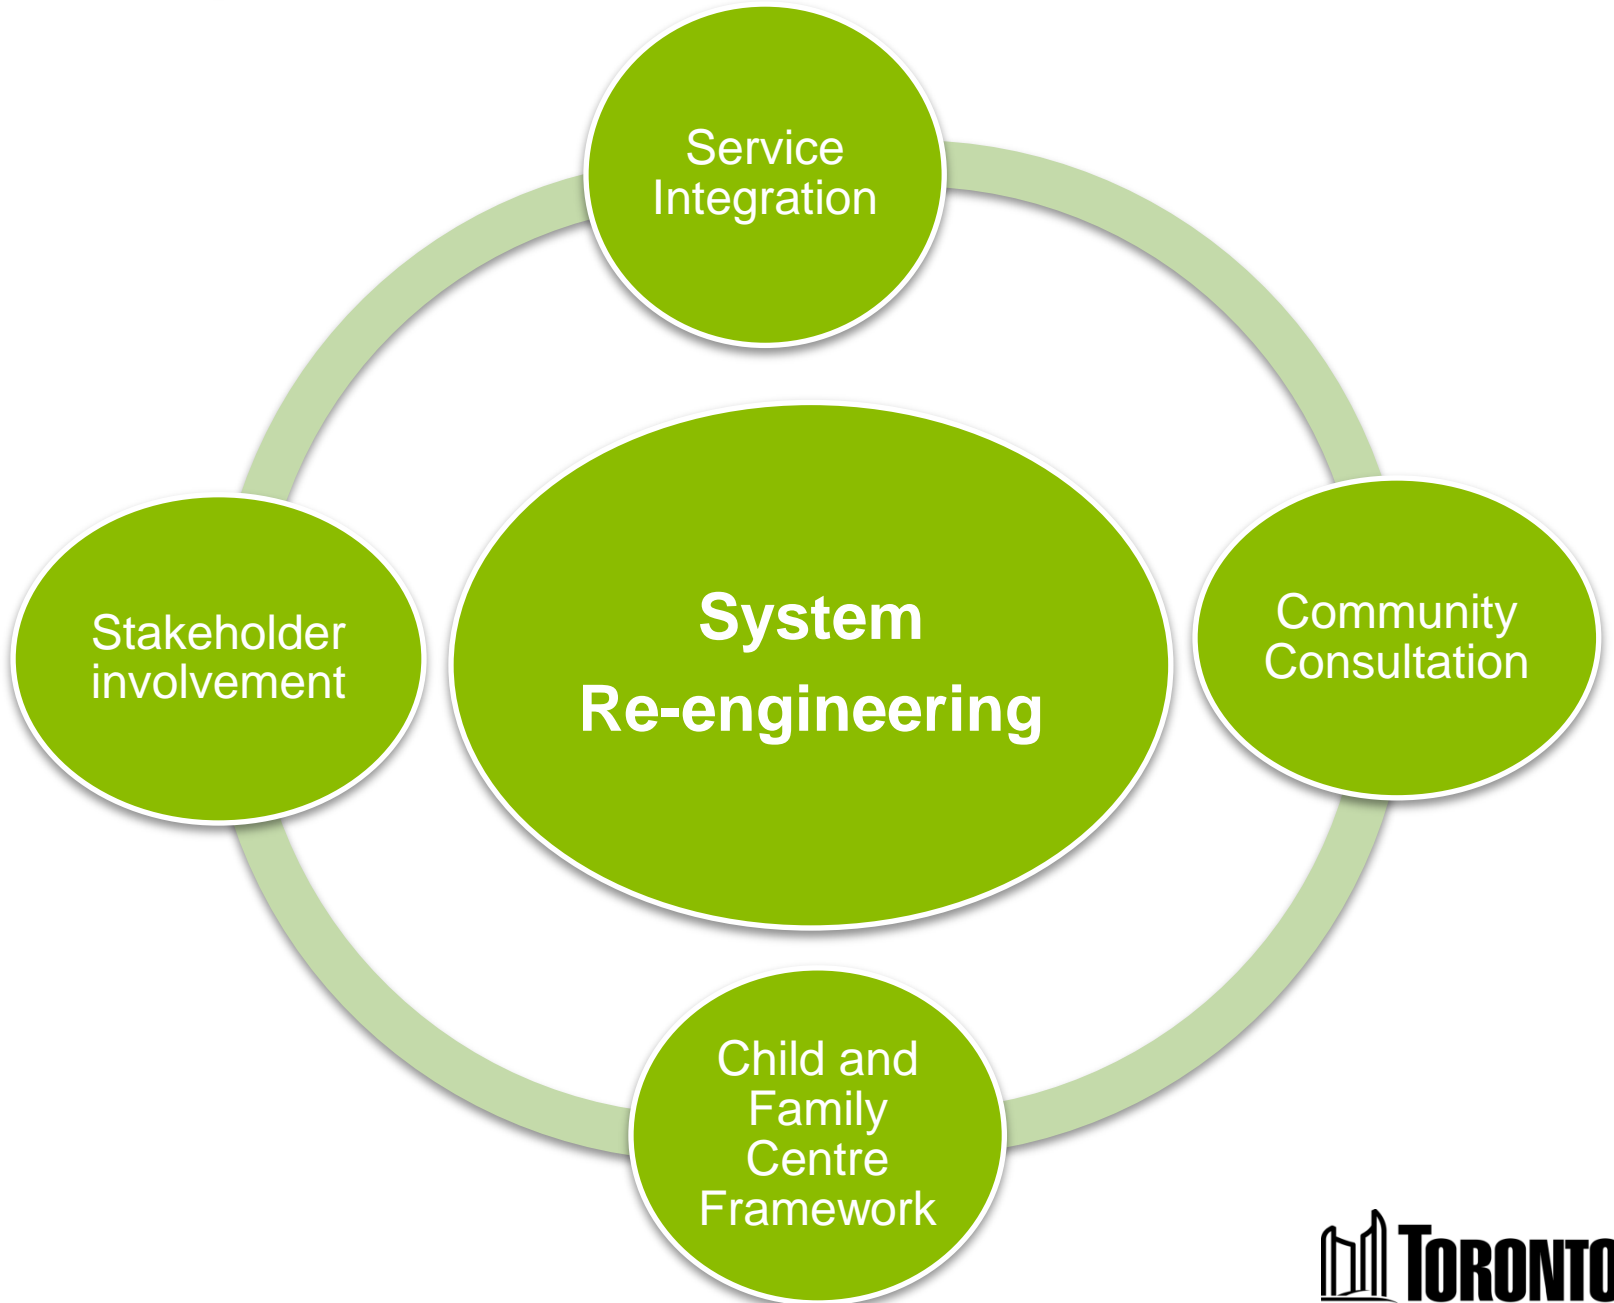 Service
Integration
Stakeholder
involvement
System
Re-engineering
Community
Consultation
Child and
Family
Centre
Framework
TORONTO